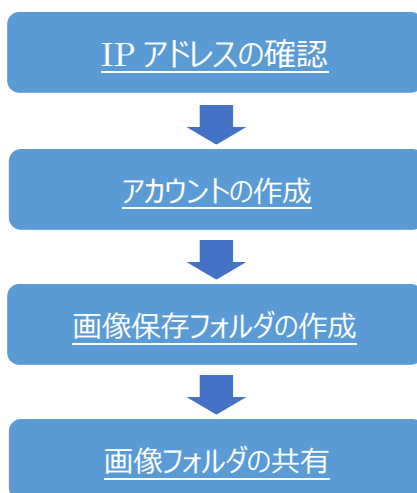 IP アドレスの確認
アカウントの作成
画像保存フォルダの作成
画像フォルダの共有